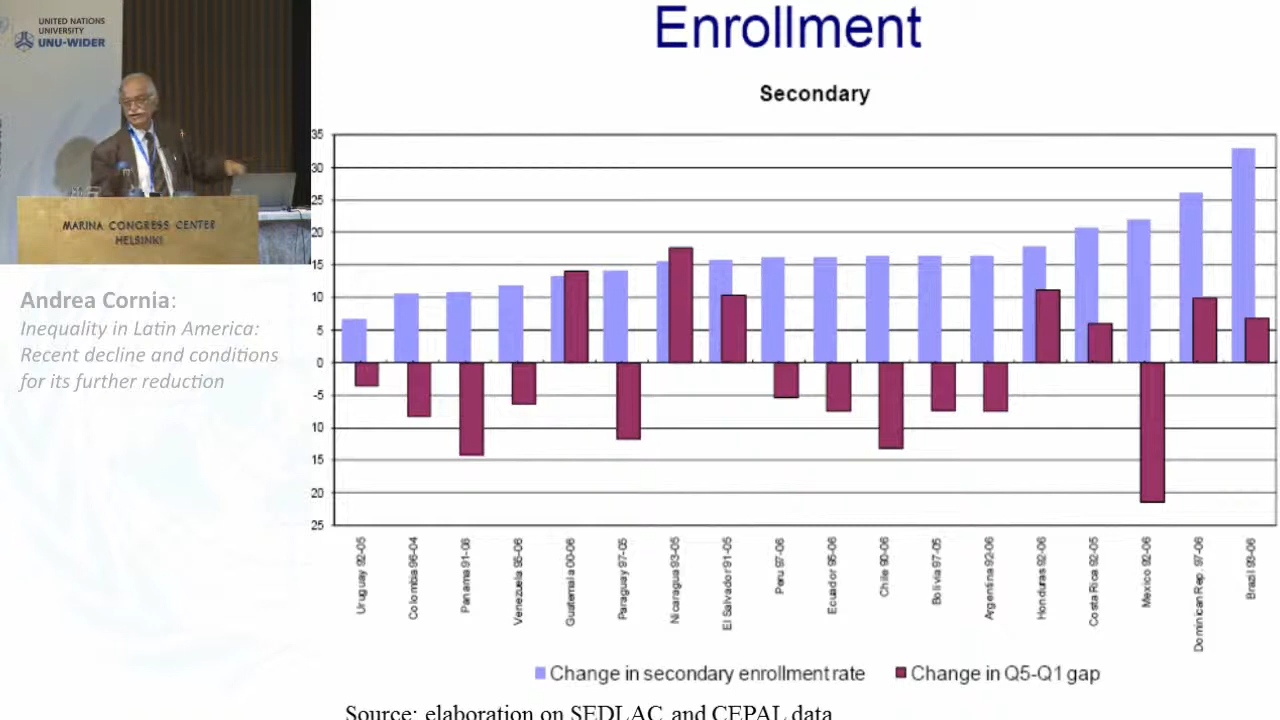 UNITED NATIONS
UNIVERSITY
UNU-WIDER
MARINA CONGRESS CENTER
HELSINKI
Andrea Cornia:
Inequality in Latin America:
Recent decline and conditions
for its further reduction
Enrollment
Secondary
35
30
25
20
15
10
5
0
-5
10
15
20
25
Uruguay 92-05
Colombia 96-04
Panama 91-06
Venezuela 95-06
Guatemala 00-06
Paraguay 97-05
Nicaragua 93-05
El Salvador 91-05
Peru 97-06
Ecuador 95-06
Chile 90-06
Bolivia 97-05
Argentina 92-06
Honduras 92-06
Costa Rica 92-05
Mexico 92-06
Dominican Rep. 97-06
Brazil 93-06
Change in secondary enrollment rate
Change in Q5-Q1 gap
Source: elaboration on SEDLAC and CEPAL data